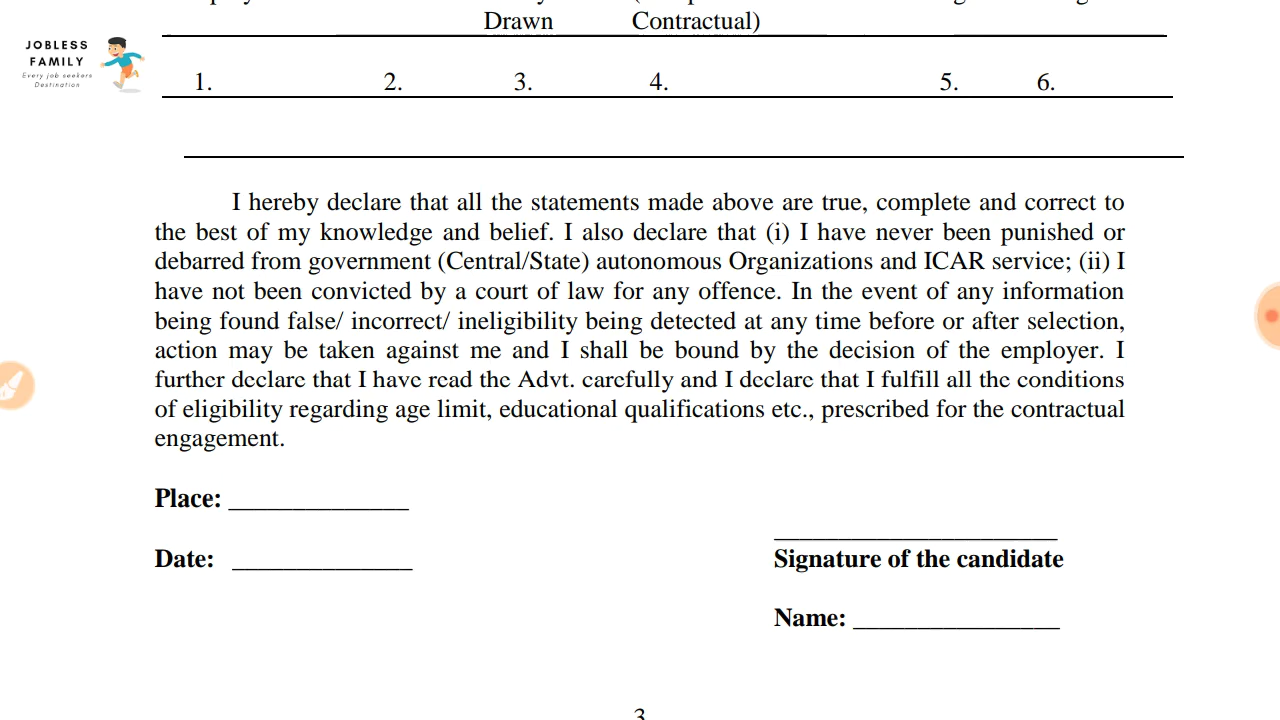 Drawn Contractual)
JOBLESS
FAMILY
Every job seekers
Destination
1. 2. 3. 4. 5. 6.
I hereby declare that all the statements made above are true, complete and correct to
the best of my knowledge and belief. I also declare that (i) I have never been punished or
debarred from government (Central/State) autonomous Organizations and ICAR service; (ii) I
have not been convicted by a court of law for any offence. In the event of any information
being found false/ incorrect/ ineligibility being detected at any time before or after selection,
action may be taken against me and I shall be bound by the decision of the employer. I
further declare that I have read the Advt. carefully and I declare that I fulfill all the conditions
of eligibility regarding age limit, educational qualifications etc., prescribed for the contractual
engagement.
Place: ______________
Date: ______________
Signature of the candidate
Name: ________________
3